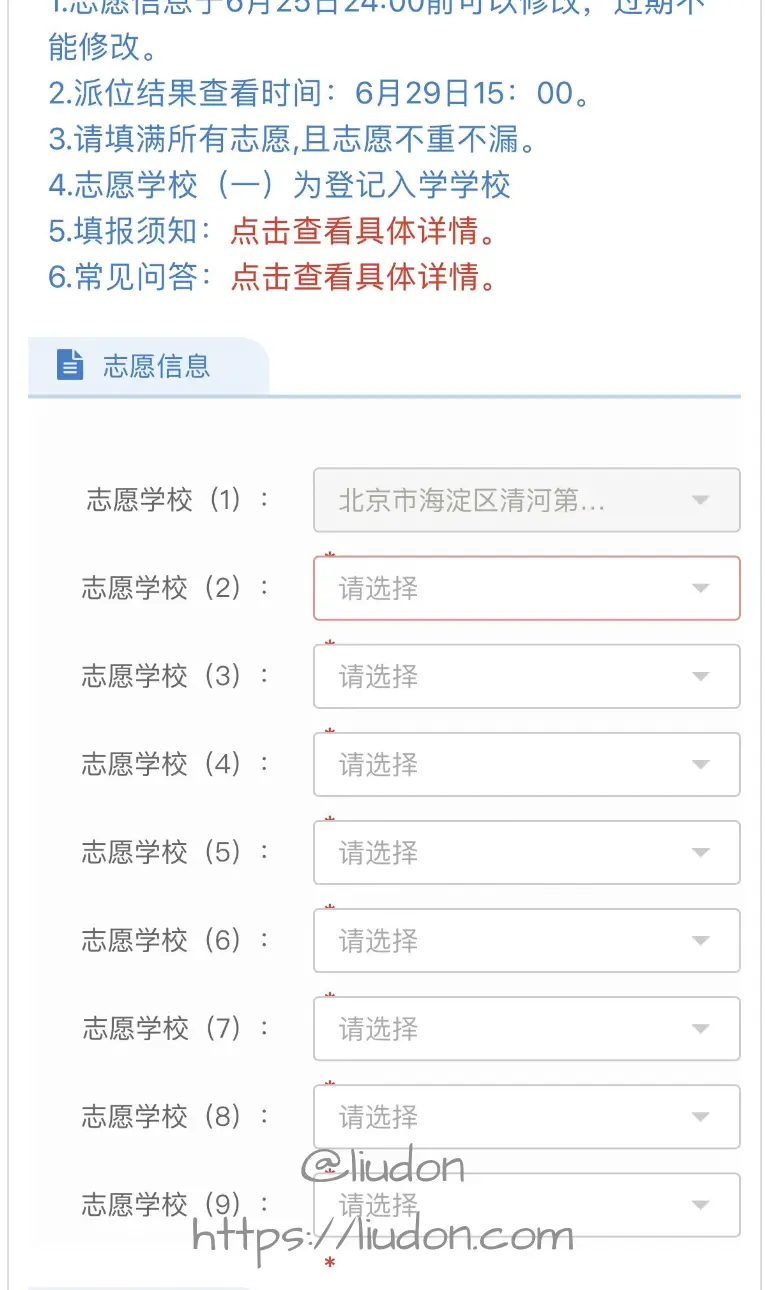 1.志愿信息于6月25日24:00前可以修改，过期不
能修改。
2.派位结果查看时间：6月29日15：00。
3.请填满所有志愿,且志愿不重不漏。
4.志愿学校（一）为登记入学学校
5.填报须知：点击查看具体详情。
6.常见问答：点击查看具体详情。
志愿信息
志愿学校（1）： 北京市海淀区清河第...
*
志愿学校（2）： 请选择
*
志愿学校（3）： 请选择
*
志愿学校（4）： 请选择
*
志愿学校（5）： 请选择
*
志愿学校（6）： 请选择
*
志愿学校（7）： 请选择
*
志愿学校（8）： 请选择
@liudon
*
志愿学校（9）： 请选择
https://liudon.com
*